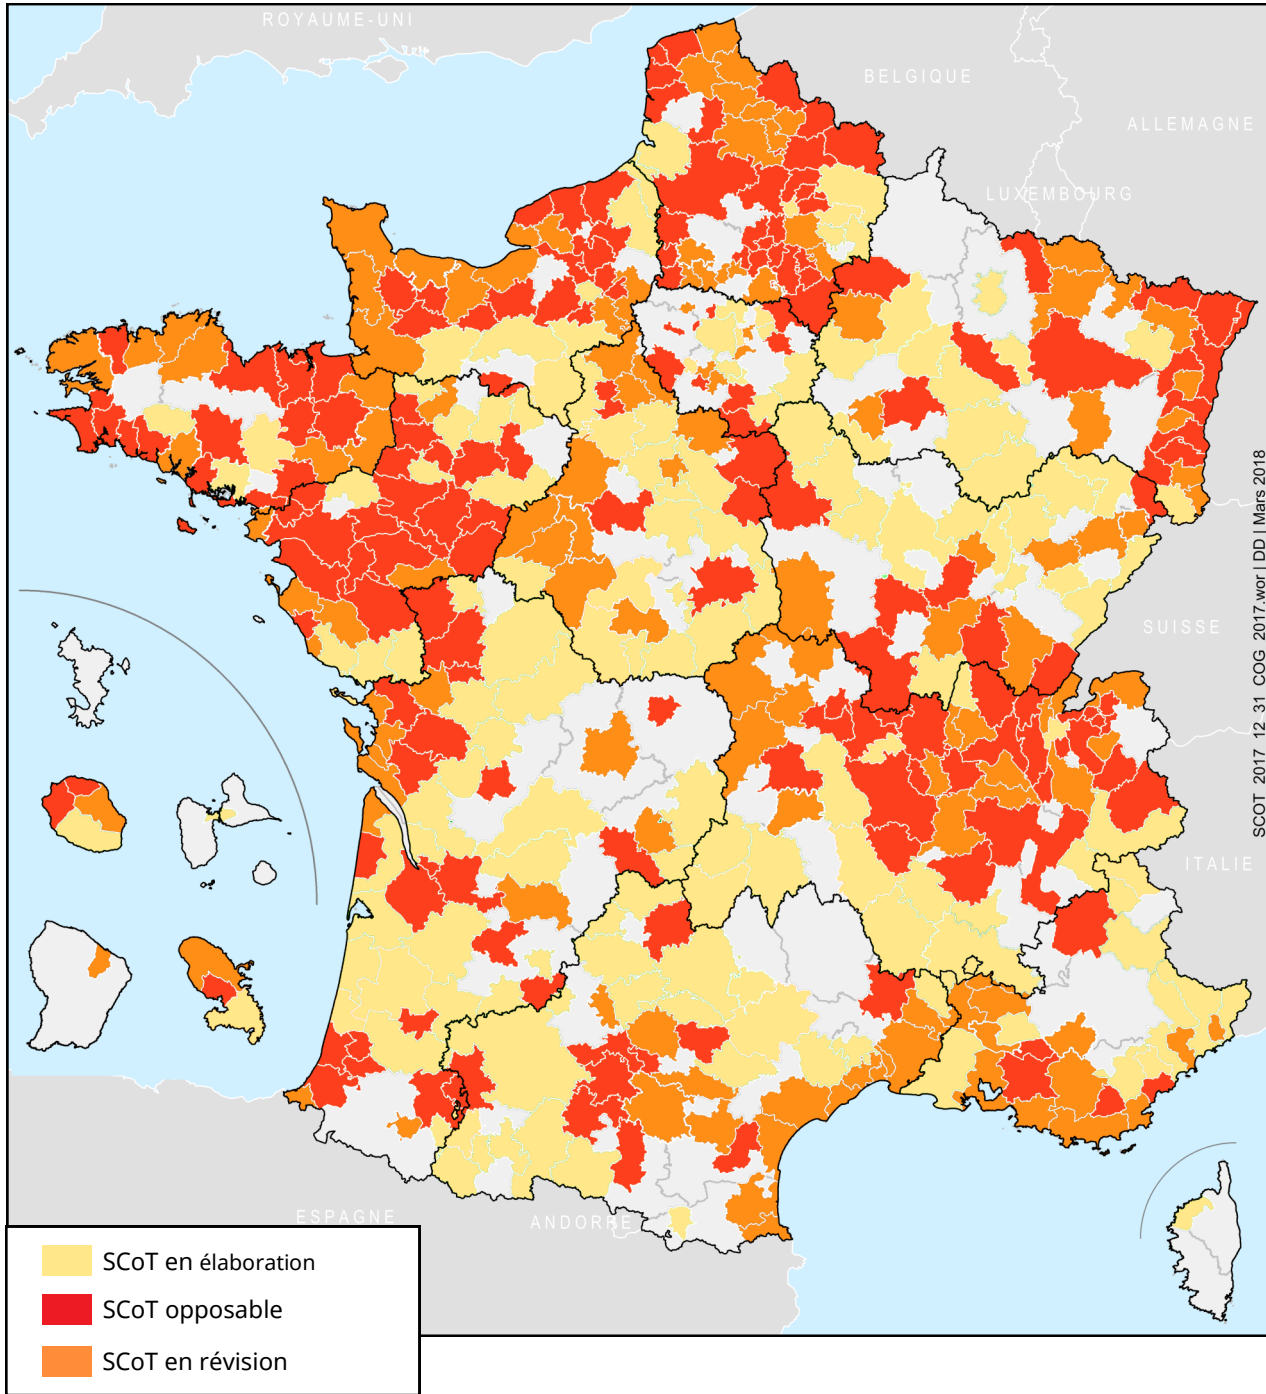 ROYAUME-UNI
BELGIQUE
ALLEMAGNE
LUXEMBOURG
SUISSE
ITALIE
ESPAGNE
ANDORRE
SCOT 2017 12 31 COG 2017.wor | DD | Mars 2018
SCoT en élaboration
SCoT opposable
SCoT en révision